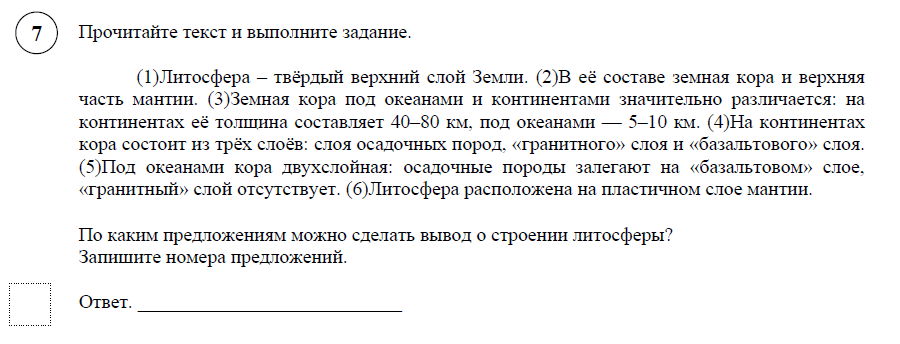 7 Прочитайте текст и выполните задание.
(1)Литосфера – твёрдый верхний слой Земли. (2)В её составе земная кора и верхняя
часть мантии. (3)Земная кора под океанами и континентами значительно различается: на
континентах её толщина составляет 40–80 км, под океанами — 5–10 км. (4)На континентах
кора состоит из трёх слоёв: слоя осадочных пород, «гранитного» слоя и «базальтового» слоя.
(5)Под океанами кора двухслойная: осадочные породы залегают на «базальтовом» слое,
«гранитный» слой отсутствует. (6)Литосфера расположена на пластичном слое мантии.
По каким предложениям можно сделать вывод о строении литосферы?
Запишите номера предложений.
Ответ.